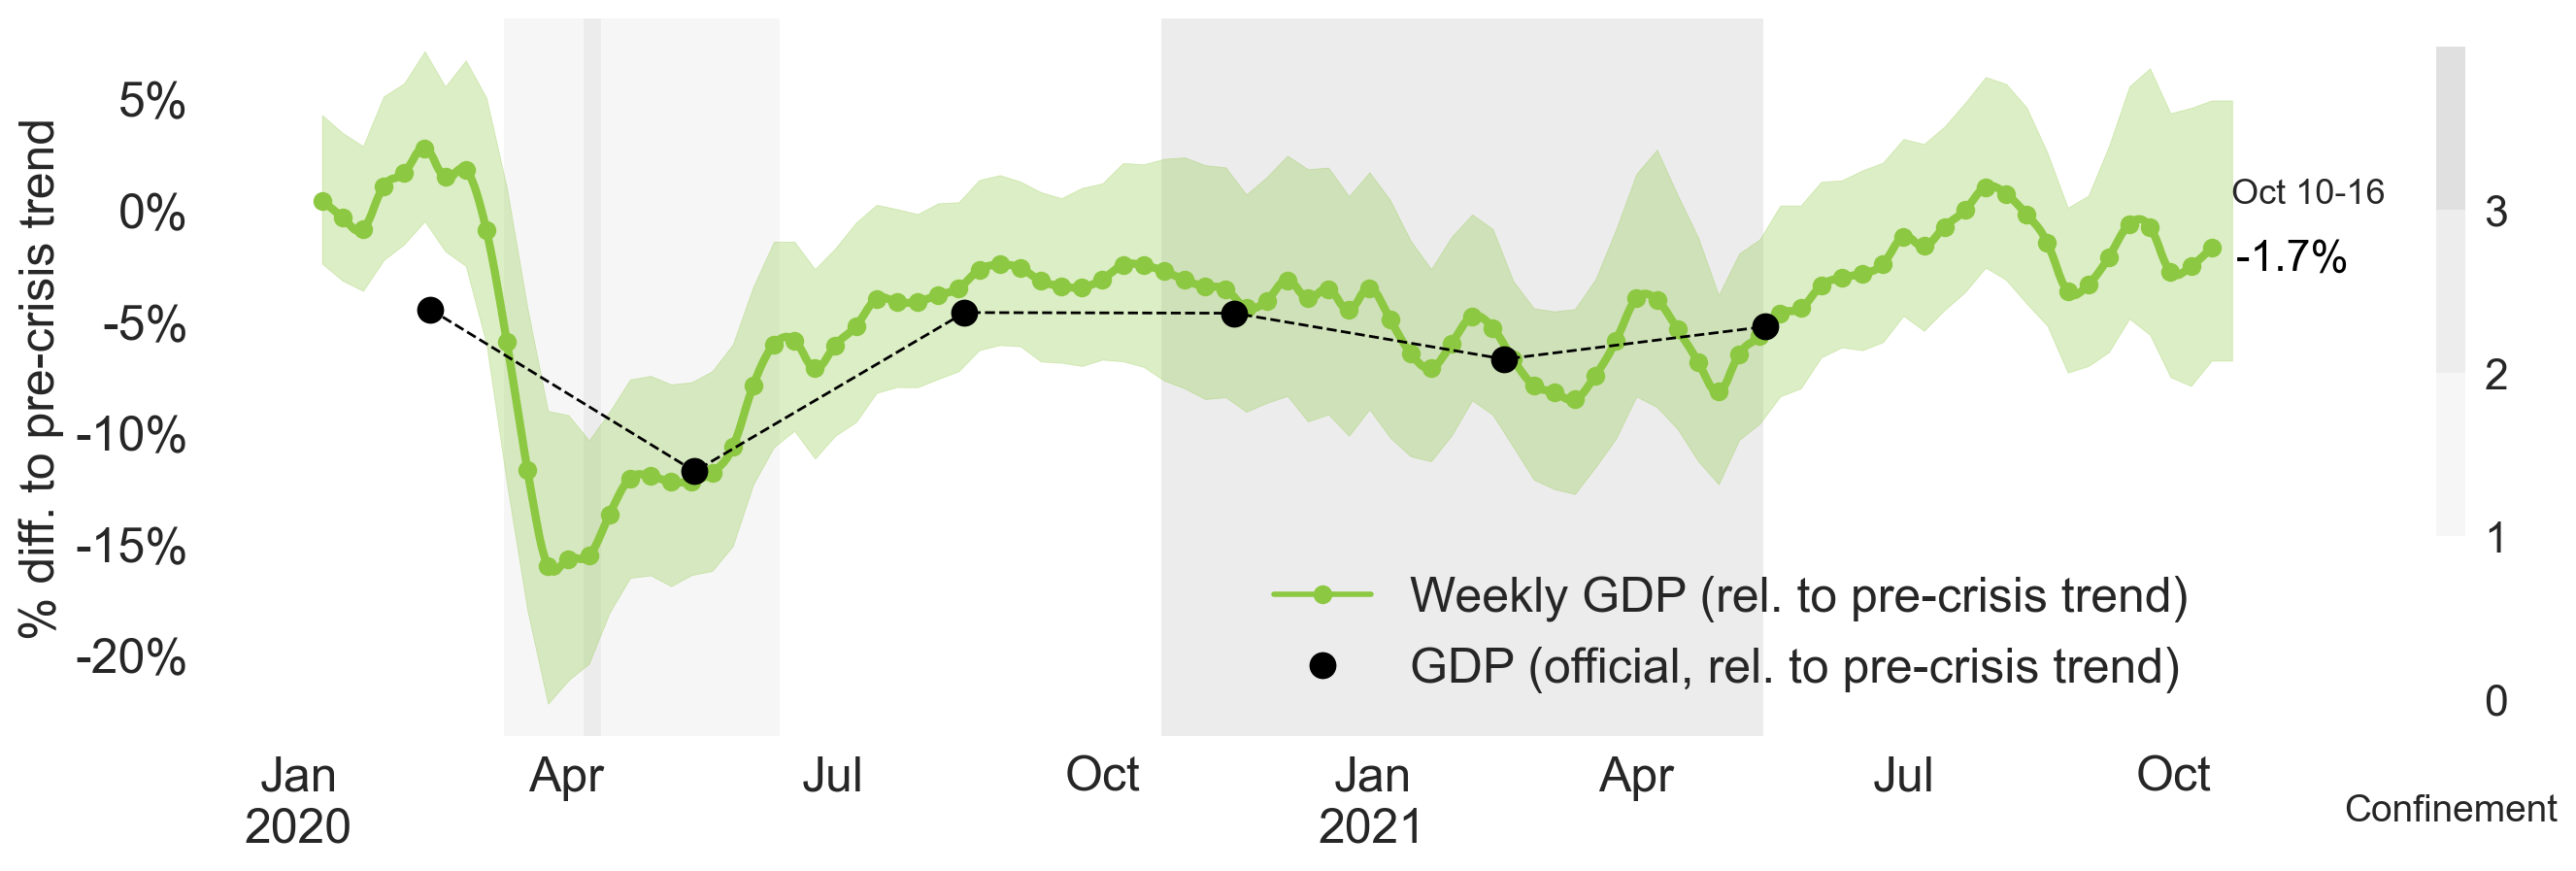 % diff. to pre-crisis trend
5%
0%
-5%
-10%
-15%
-20%
Oct 10-16
-1.7%
Weekly GDP (rel. to pre-crisis trend)
GDP (official, rel. to pre-crisis trend)
Jan Apr Jul Oct Jan Apr Jul Oct
2020 2021
3
2
1
0
Confinement